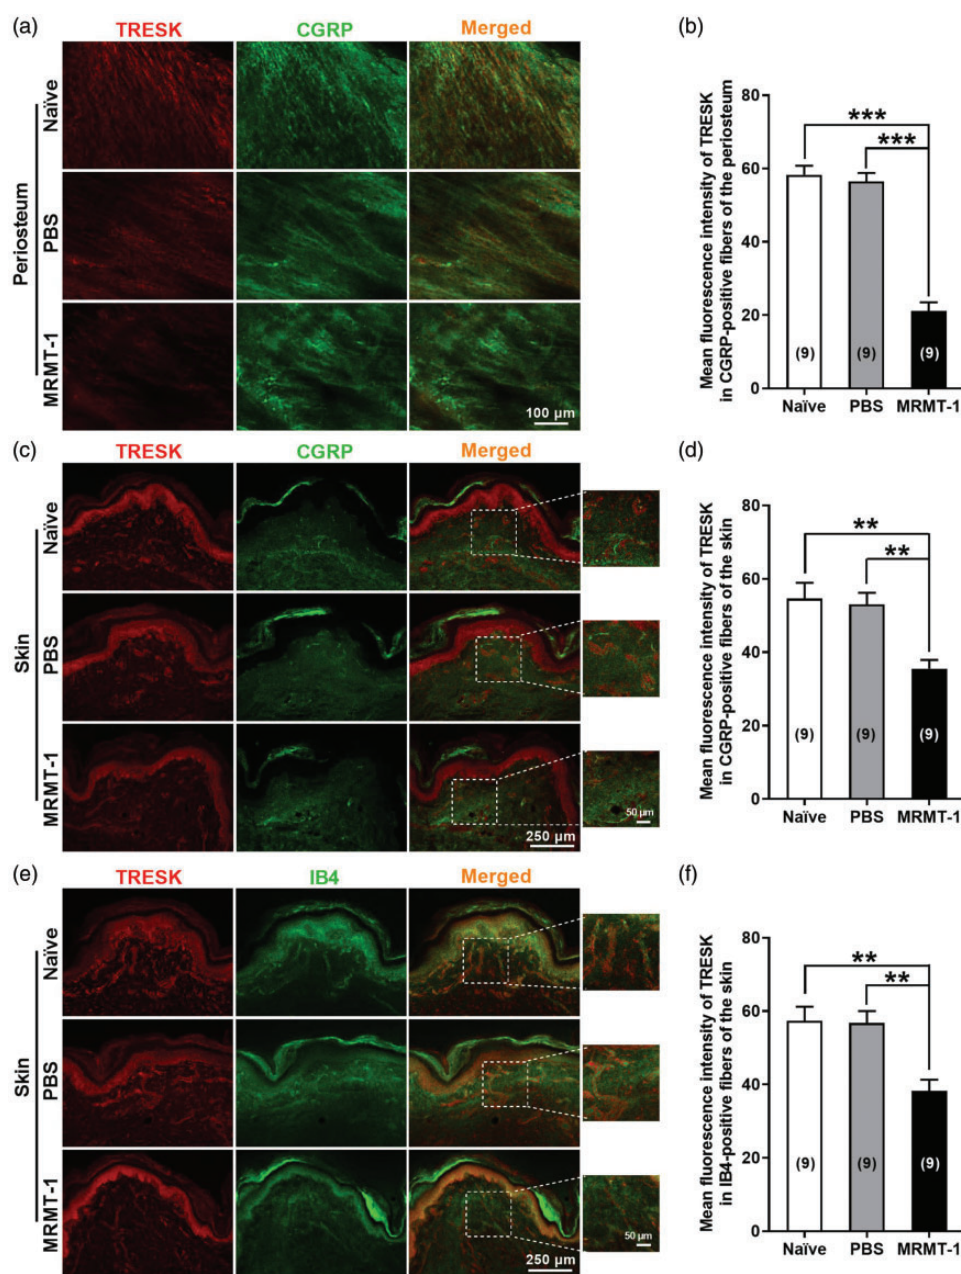 (a)
TRESK CGRP Merged
Periosteum
Naïve
PBS
MRMT-1
100 µm
(b)
Mean fluorescence intensity of TRESK
in CGRP-positive fibers of the periosteum
80
60
40
20
0
***
***
(9) (9) (9)
Naïve PBS MRMT-1
(c)
TRESK CGRP Merged
Skin
Naïve
PBS
MRMT-1
50 µm
250 µm
(d)
Mean fluorescence intensity of TRESK
in CGRP-positive fibers of the skin
80
60
40
20
0
**
**
(9) (9) (9)
Naïve PBS MRMT-1
(e)
TRESK IB4 Merged
Skin
Naïve
PBS
MRMT-1
50 µm
250 µm
(f)
Mean fluorescence intensity of TRESK
in IB4-positive fibers of the skin
80
60
40
20
0
**
**
(9) (9) (9)
Naïve PBS MRMT-1